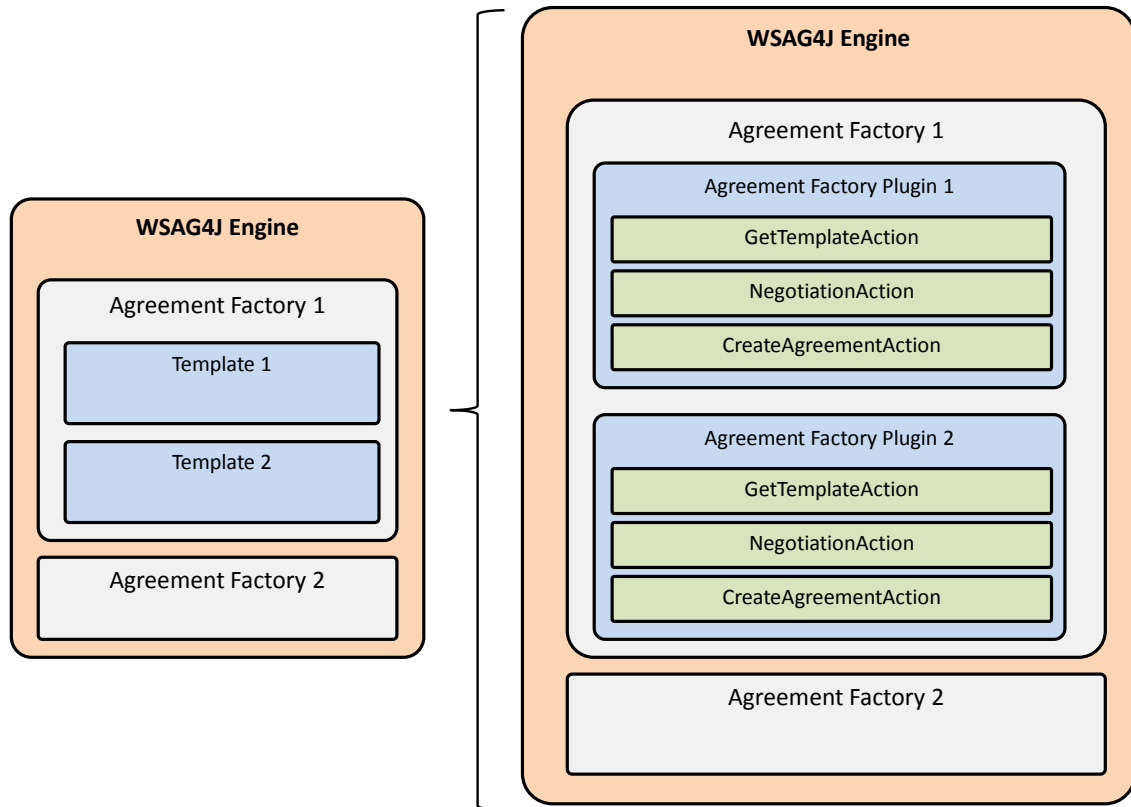 WSAG4J Engine
Agreement Factory 1
Template 1
Template 2
Agreement Factory 2
WSAG4J Engine
Agreement Factory 1
Agreement Factory Plugin 1
GetTemplateAction
NegotiationAction
CreateAgreementAction
Agreement Factory Plugin 2
GetTemplateAction
NegotiationAction
CreateAgreementAction
Agreement Factory 2